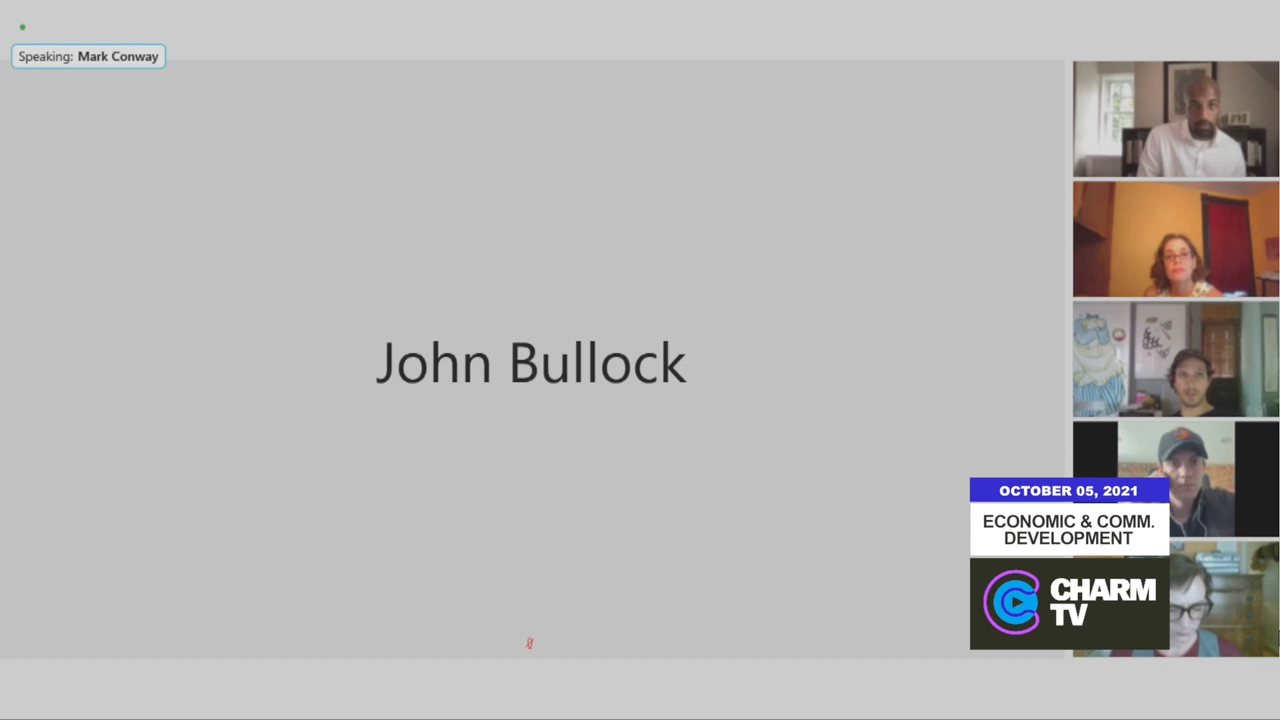 Speaking: Mark Conway
John Bullock
OCTOBER 05, 2021
ECONOMIC & COMM.
DEVELOPMENT
CHARM
TV